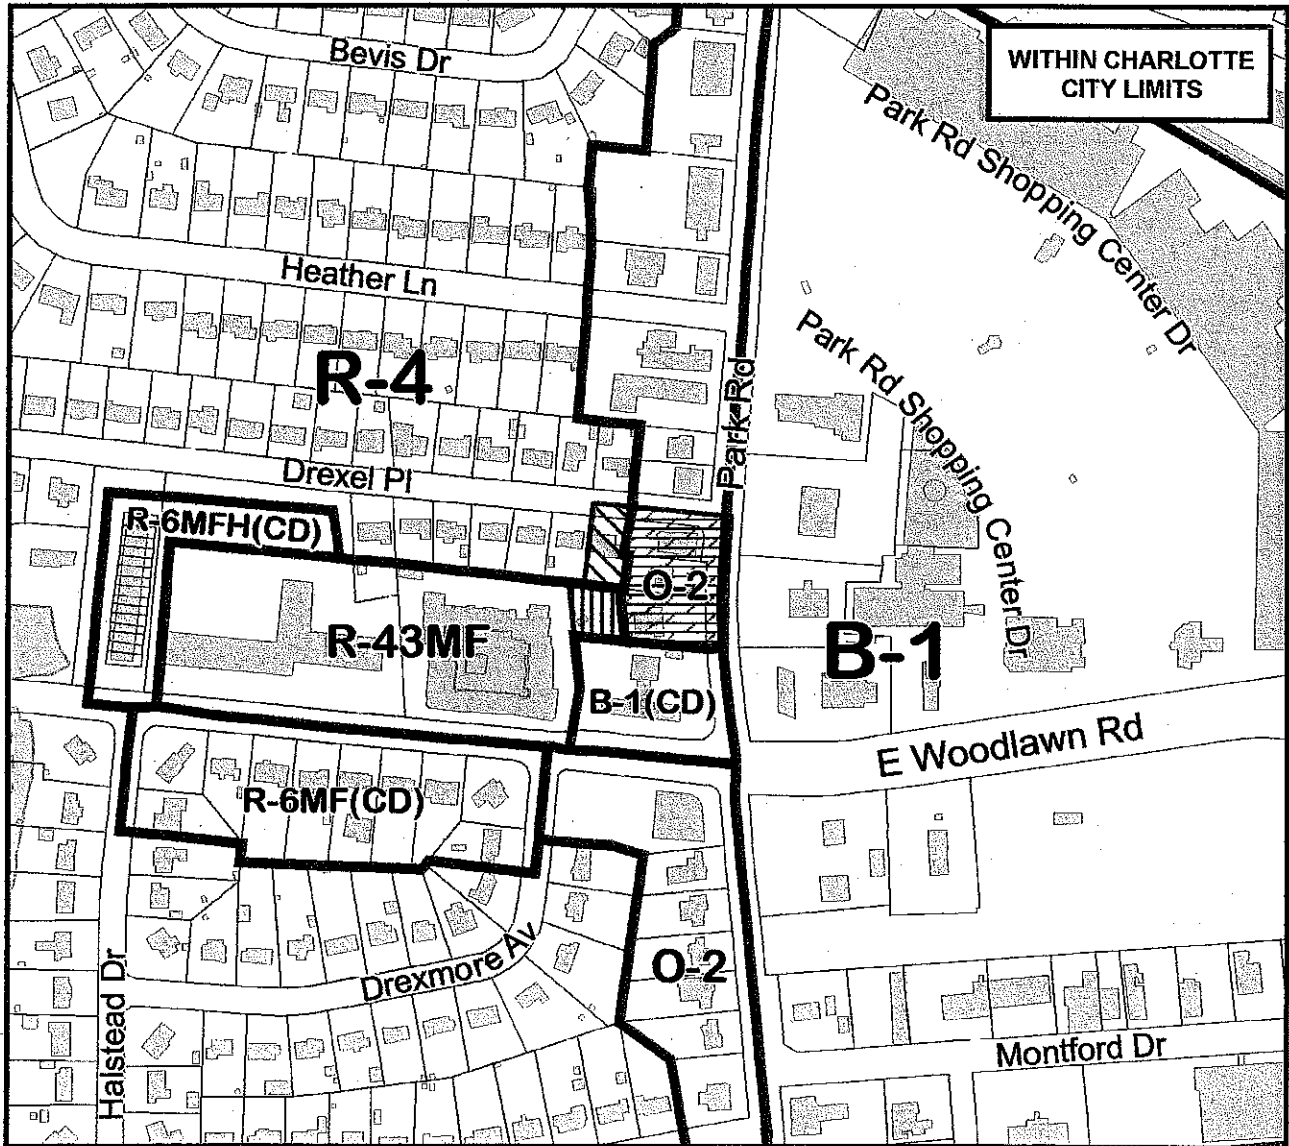 WITHIN CHARLOTTE
CITY LIMITS
Bevis Dr
Park Rd Shopping Center Dr
Heather Ln
Park Rd Shopping Center Dr
R-4
Park Rd
Drexel Pl
R-6MFH(CD)
O-2
R-43MF
B-1
B-1(CD)
E Woodlawn Rd
R-6MF(CD)
Drexmore Av
O-2
Halstead Dr
Montford Dr